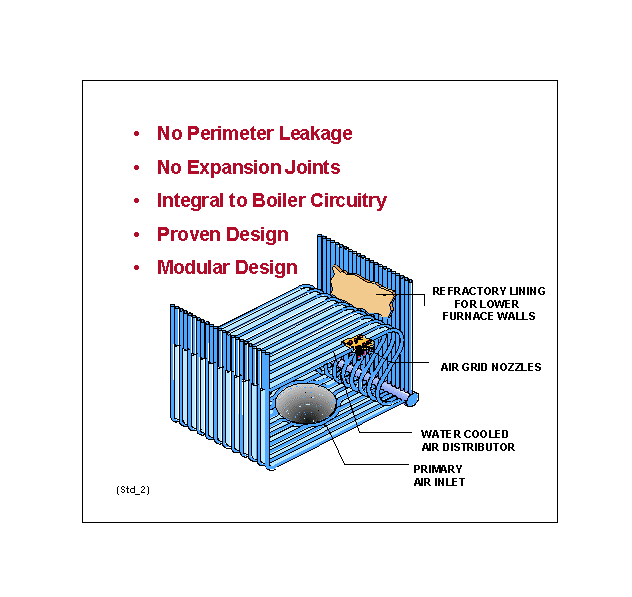 • No Perimeter Leakage
• No Expansion Joints
• Integral to Boiler Circuitry
• Proven Design
• Modular Design
REFRACTORY LINING
FOR LOWER
FURNACE WALLS
AIR GRID NOZZLES
WATER COOLED
AIR DISTRIBUTOR
PRIMARY
AIR INLET
(Std_2)